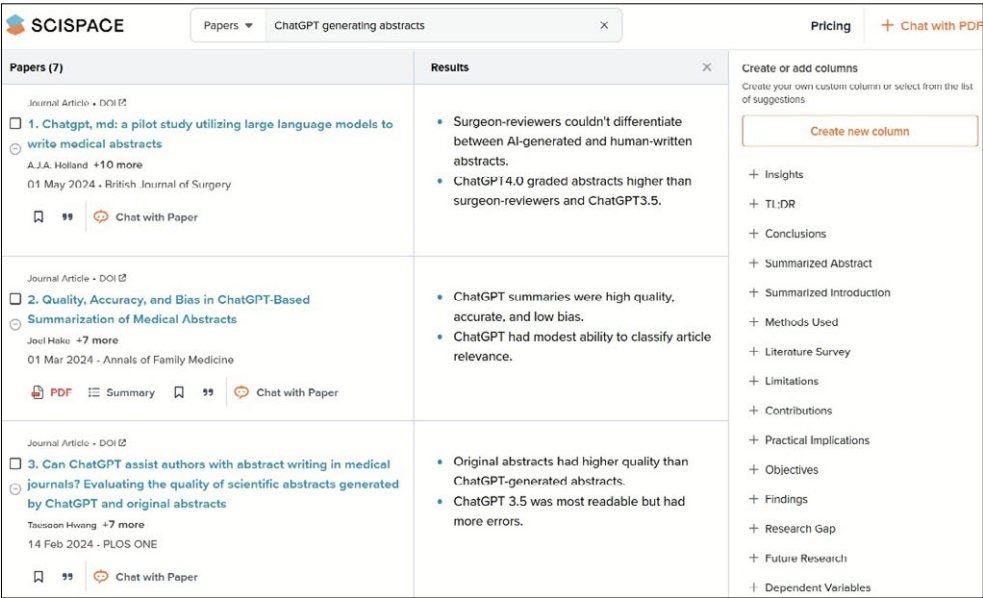 SCISPACE
Papers
ChatGPT generating abstracts
×
Pricing
+ Chat with PDF
Papers (7)
Results
×
Create or add columns
Create your own custom column or select from the list
of suggestions
Create new column
Journal Article • DOI
1. Chatgpt, md: a pilot study utilizing large language models to
write medical abstracts
A.J.A. Holland +10 more
01 May 2024 - British Journal of Surgery
Chat with Paper
• Surgeon-reviewers couldn't differentiate
between AI-generated and human-written
abstracts.
• ChatGPT4.0 graded abstracts higher than
surgeon-reviewers and ChatGPT3.5.
Journal Article • DOI
2. Quality, Accuracy, and Bias in ChatGPT-Based
Summarization of Medical Abstracts
Joel Hake +7 more
01 Mar 2024 - Annals of Family Medicine
PDF
Summary
Chat with Paper
• ChatGPT summaries were high quality,
accurate, and low bias.
• ChatGPT had modest ability to classify article
relevance.
Journal Article • DOI
3. Can ChatGPT assist authors with abstract writing in medical
journals? Evaluating the quality of scientific abstracts generated
by ChatGPT and original abstracts
Taesoon Hwang +7 more
14 Feb 2024 - PLOS ONE
Chat with Paper
• Original abstracts had higher quality than
ChatGPT-generated abstracts.
• ChatGPT 3.5 was most readable but had
more errors.
+ Insights
+ TL;DR
+ Conclusions
+ Summarized Abstract
+ Summarized Introduction
+ Methods Used
+ Literature Survey
+ Limitations
+ Contributions
+ Practical Implications
+ Objectives
+ Findings
+ Research Gap
+ Future Research
+ Dependent Variables